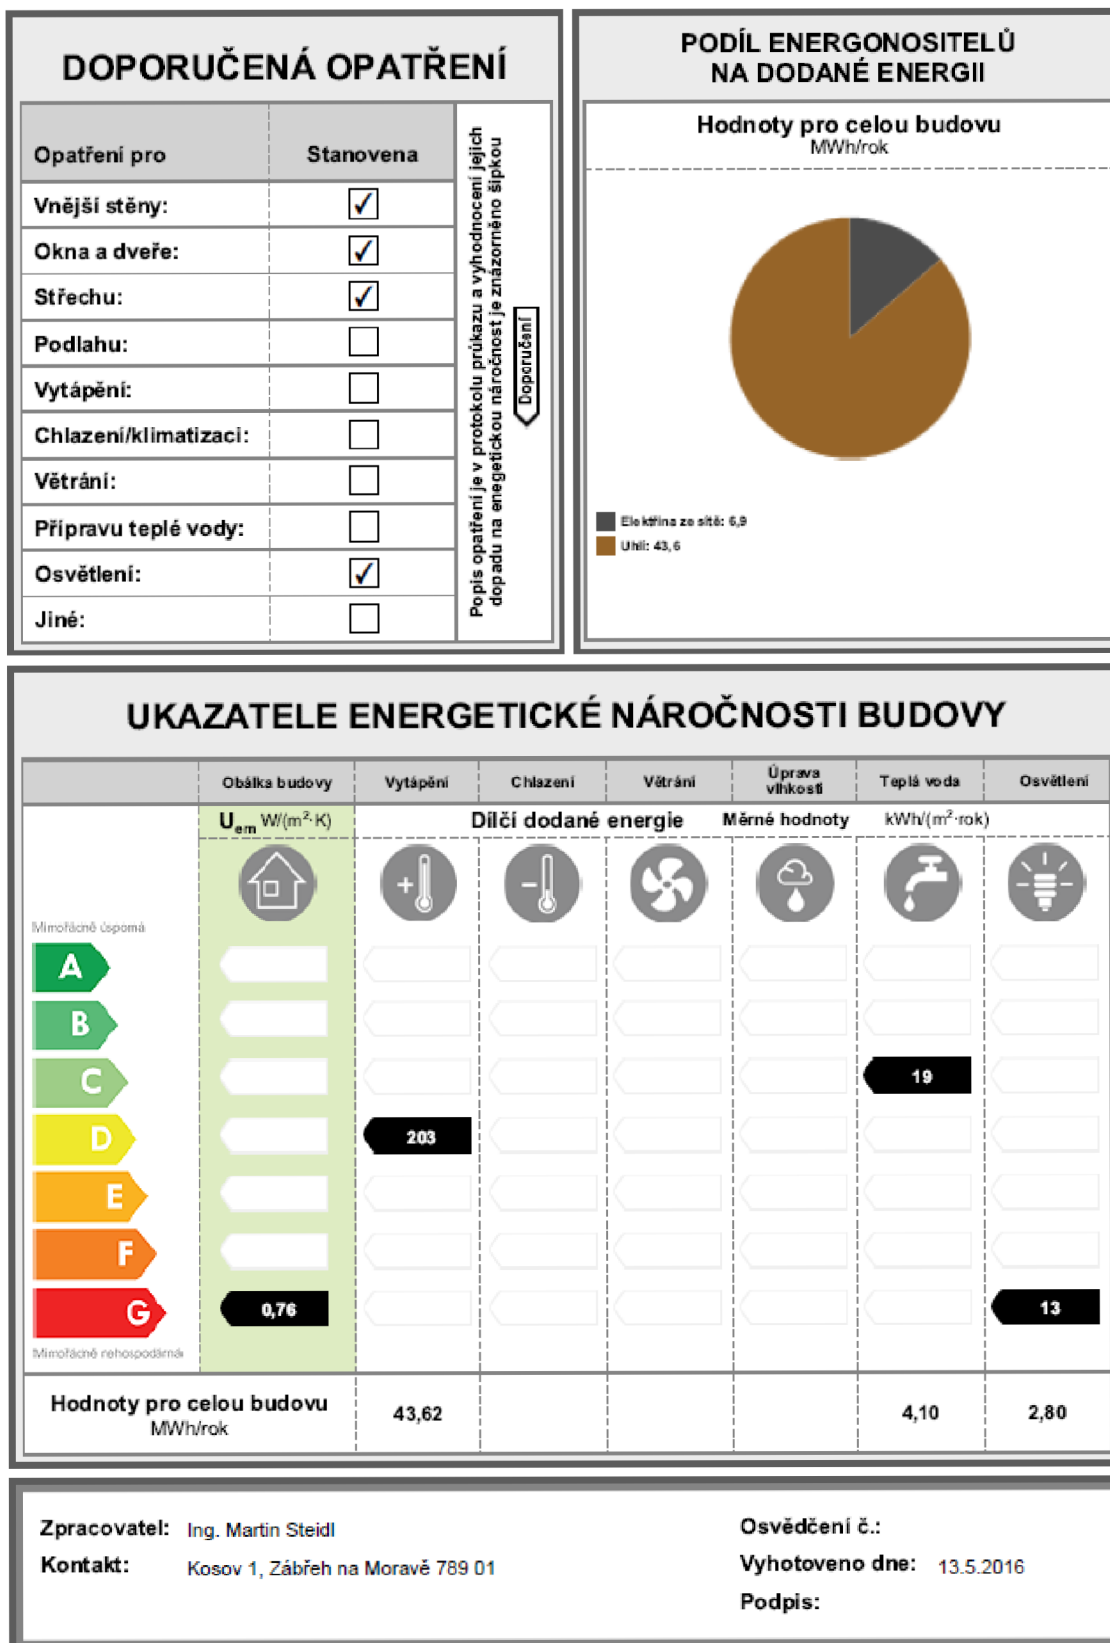 DOPORUČENÁ OPATŘENÍ
Opatření pro
Stanovena
Vnější stěny:
Okna a dveře:
Střechu:
Podlahu:
Vytápění:
Chlazení/klimatizaci:
Větrání:
Přípravu teplé vody:
Osvětlení:
Jiné:
Popis opatření je v protokolu průkazu a vyhodnocení jejich
dopadu na enegetickou náročnost je znázorněno šipkou
Doporučení
PODÍL ENERGONOSITELŮ
NA DODANÉ ENERGII
Hodnoty pro celou budovu
MWh/rok
Elektřina ze sítě: 6,9
Uhlí: 43,6
UKAZATELE ENERGETICKÉ NÁROČNOSTI BUDOVY
Obálka budovy
Vytápění
Chlazení
Větrání
Úprava
vlhkosti
Teplá voda
Osvětlení
Uem W/(m²·K)
Dílčí dodané energie
Měrné hodnoty
kWh/(m²·rok)
Mimořádně úsporná
A
B
C
19
D
203
E
F
G
0,76
13
Mimořádně nehospodárná
Hodnoty pro celou budovu
MWh/rok
43,62
4,10
2,80
Zpracovatel: Ing. Martin Steidl
Kontakt: Kosov 1, Zábřeh na Moravě 789 01
Osvědčení č.:
Vyhotoveno dne: 13.5.2016
Podpis: